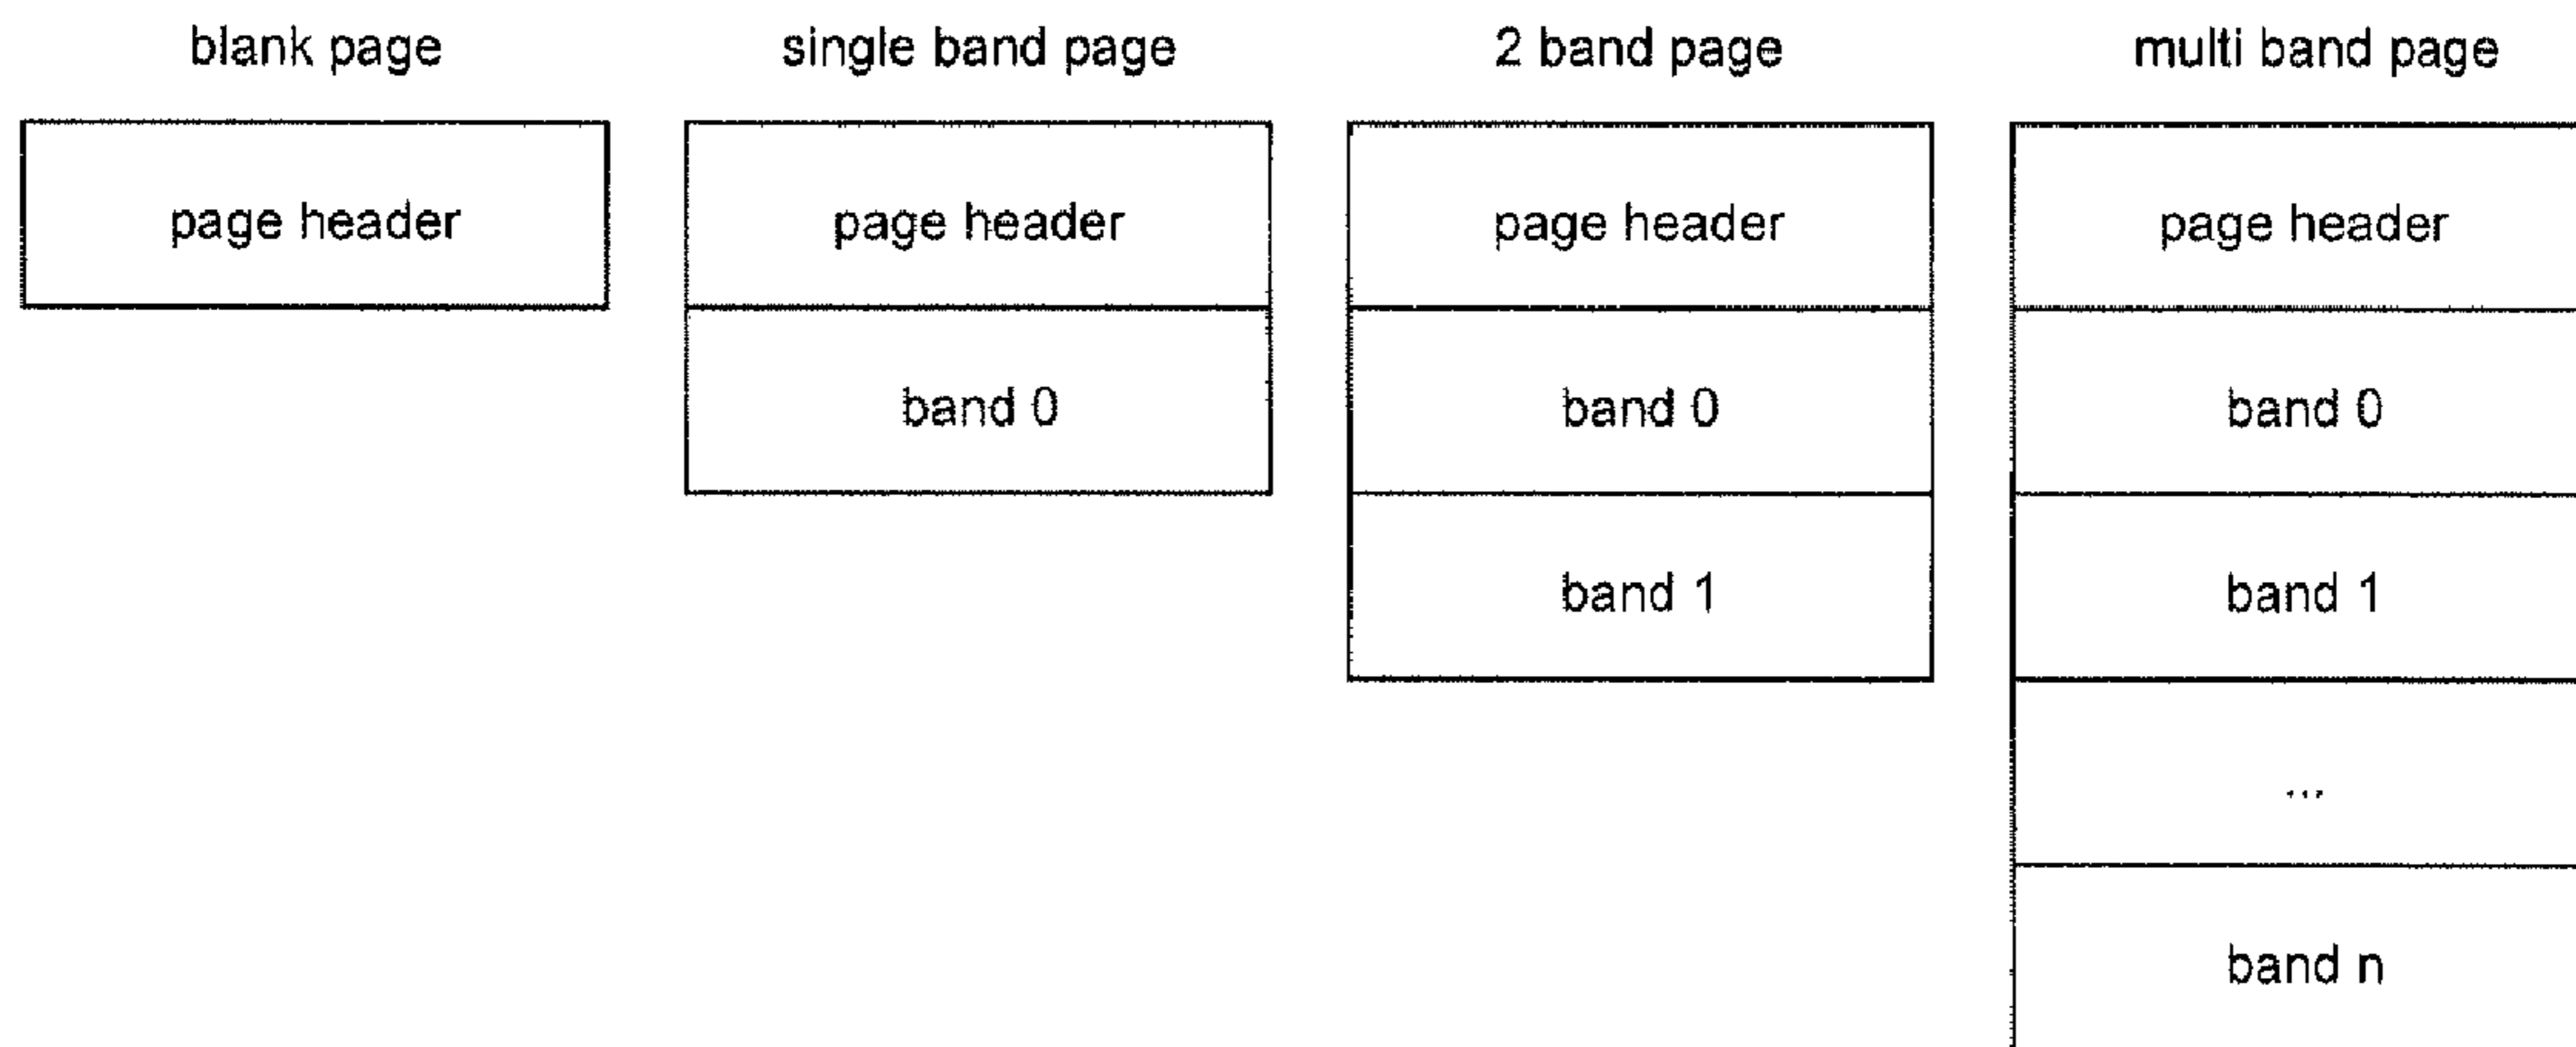 blank page
page header
single band page
page header
band 0
2 band page
page header
band 0
band 1
multi band page
page header
band 0
band 1
...
band n